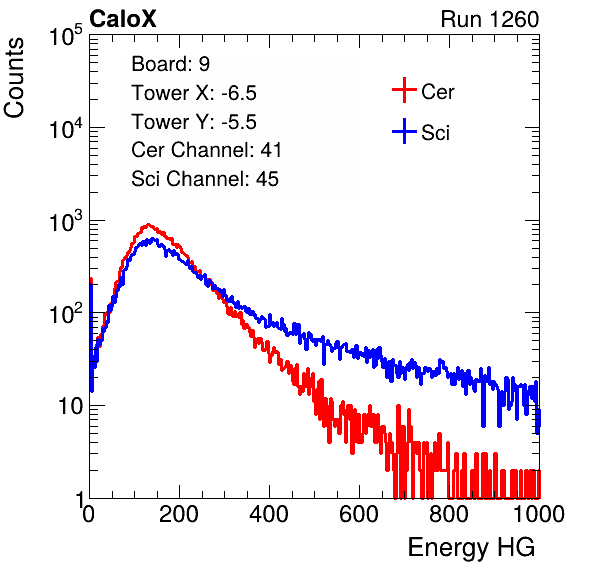 CaloX Run 1260
Counts
10^5
10^4
10^3
10^2
10
1
Board: 9
Tower X: -6.5
Tower Y: -5.5
Cer Channel: 41
Sci Channel: 45
Cer
Sci
0 200 400 600 800 1000
Energy HG